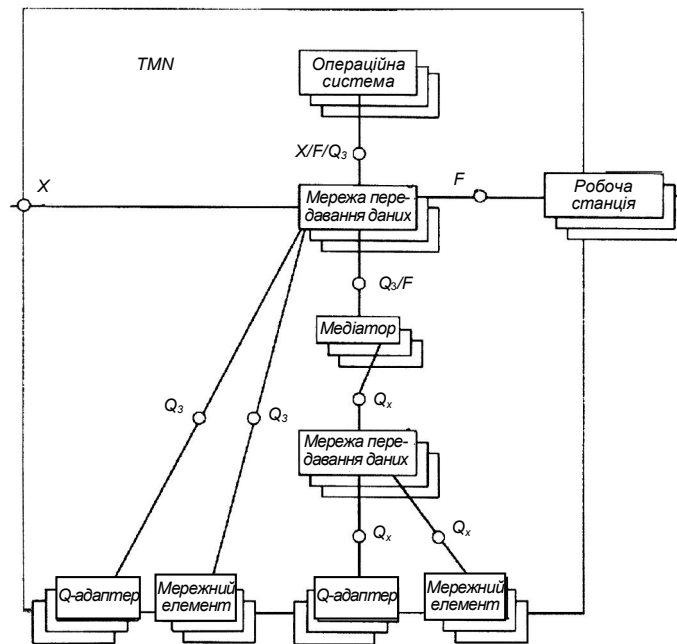 TMN
Операційна
система
X/F/Q₃
X
F
Мережа пере-
давання даних
Робоча
станція
Q₃/F
Медіатор
Qₓ
Q₃
Q₃
Мережа пере-
давання даних
Qₓ
Qₓ
Q-адаптер
Мережний
елемент
Q-адаптер
Мережний
елемент